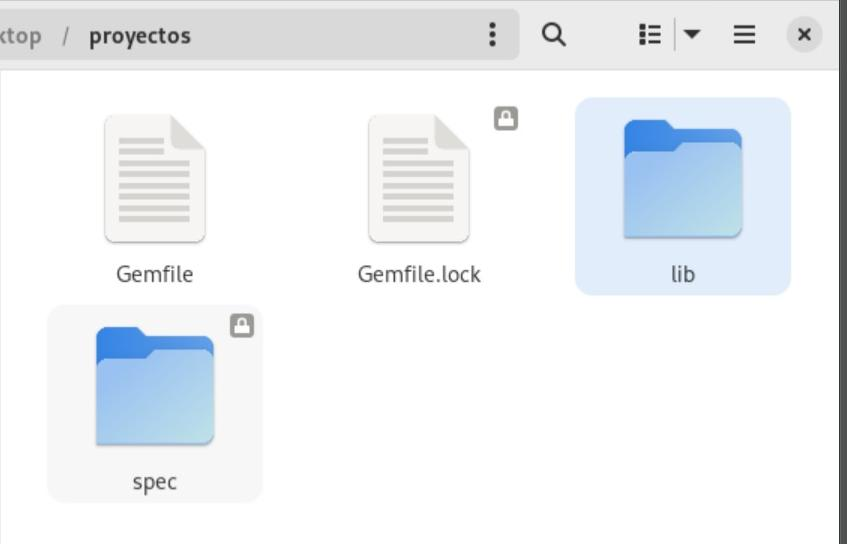 ktop / proyectos
Gemfile
Gemfile.lock
lib
spec